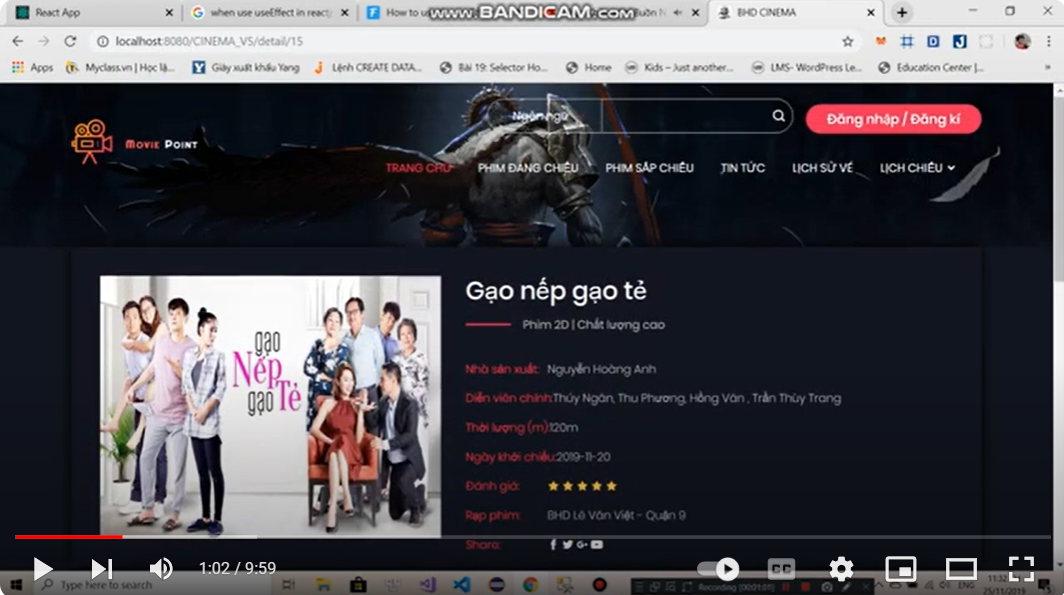 React App
when use useEffect in react
How to u
www.BANDICAM.com
BHD CINEMA
localhost:8080/CINEMA_VS/detail/15
Apps
Myclass.vn | Học lậ...
Giày xuất khẩu Yang
Lệnh CREATE DATA...
Bài 19: Selector Ho...
Home
Kids – Just another...
LMS- WordPress Le...
Education Center |...
Movie Point
Ngôn ngữ
Đăng nhập / Đăng kí
TRANG CHỦ
PHIM ĐANG CHIẾU
PHIM SẮP CHIẾU
TIN TỨC
LỊCH SỬ VÉ
LỊCH CHIẾU
gạo
Nếp
gạo Tẻ
Gạo nếp gạo tẻ
Phim 2D | Chất lượng cao
Nhà sản xuất: Nguyễn Hoàng Anh
Diễn viên chính:Thúy Ngân, Thu Phương, Hồng Vân , Trần Thùy Trang
Thời lượng (m):120m
Ngày khởi chiếu:2019-11-20
Đánh giá:
Rạp phim: BHD Lê Văn Việt - Quận 9
Share:
1:02 / 9:59
CC
Type here to search
Recording [00:01:01]
ENG
11:32
25/11/2019